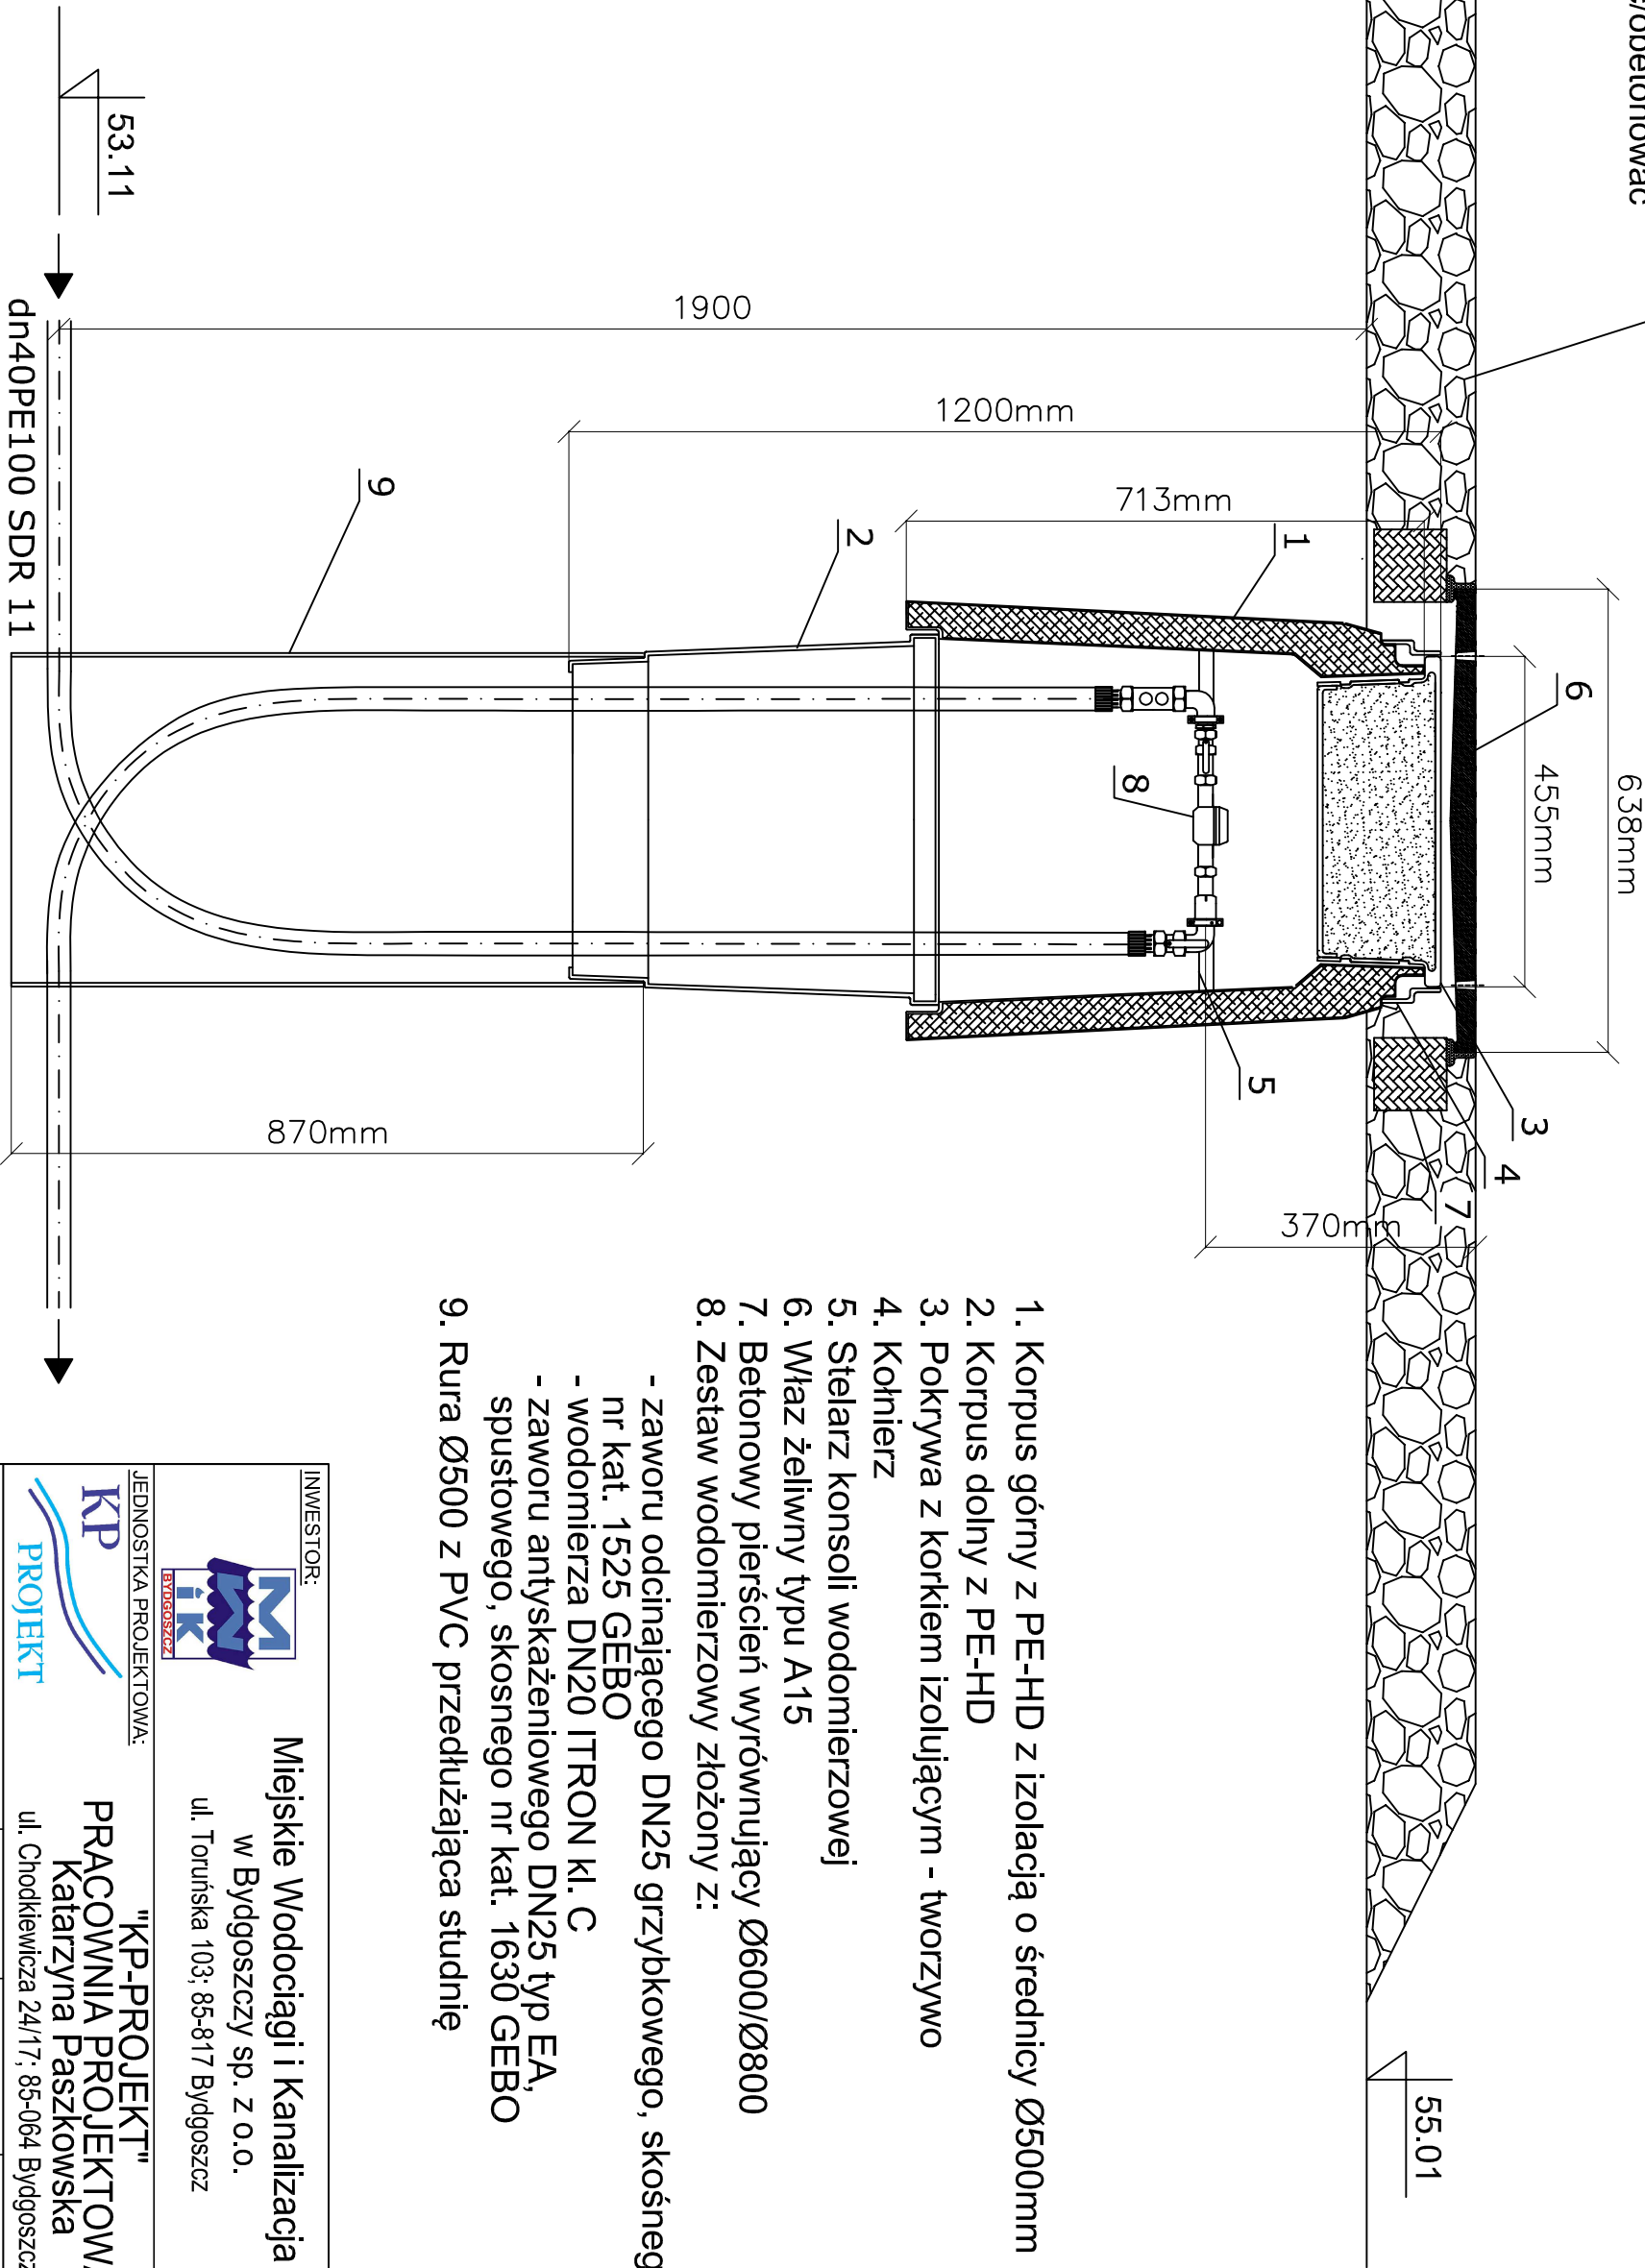 638mm
455mm
6
3
4
7
370mm
1900
1200mm
713mm
1
2
8
5
9
870mm
55.01
53.11
dn40PE100 SDR 11
1. Korpus górny z PE-HD z izolacją o średnicy Ø500mm
2. Korpus dolny z PE-HD
3. Pokrywa z korkiem izolującym - tworzywo
4. Kołnierz
5. Stelarz konsoli wodomierzowej
6. Właz żeliwny typu A15
7. Betonowy pierścień wyrównujący Ø600/Ø800
8. Zestaw wodomierzowy złożony z:
- zaworu odcinającego DN25 grzybkowego, skośneg
nr kat. 1525 GEBO
- wodomierza DN20 ITRON kl. C
- zaworu antyskażeniowego DN25 typ EA,
spustowego, skosnego nr kat. 1630 GEBO
9. Rura Ø500 z PVC przedłużająca studnię
INWESTOR:
M
W
iK
BYDGOSZCZ
Miejskie Wodociągi i Kanalizacja
w Bydgoszczy sp. z o.o.
ul. Toruńska 103; 85-817 Bydgoszcz
JEDNOSTKA PROJEKTOWA:
KP
PROJEKT
"KP-PROJEKT"
PRACOWNIA PROJEKTOWA
Katarzyna Paszkowska
ul. Chodkiewicza 24/17; 85-064 Bydgoszcz